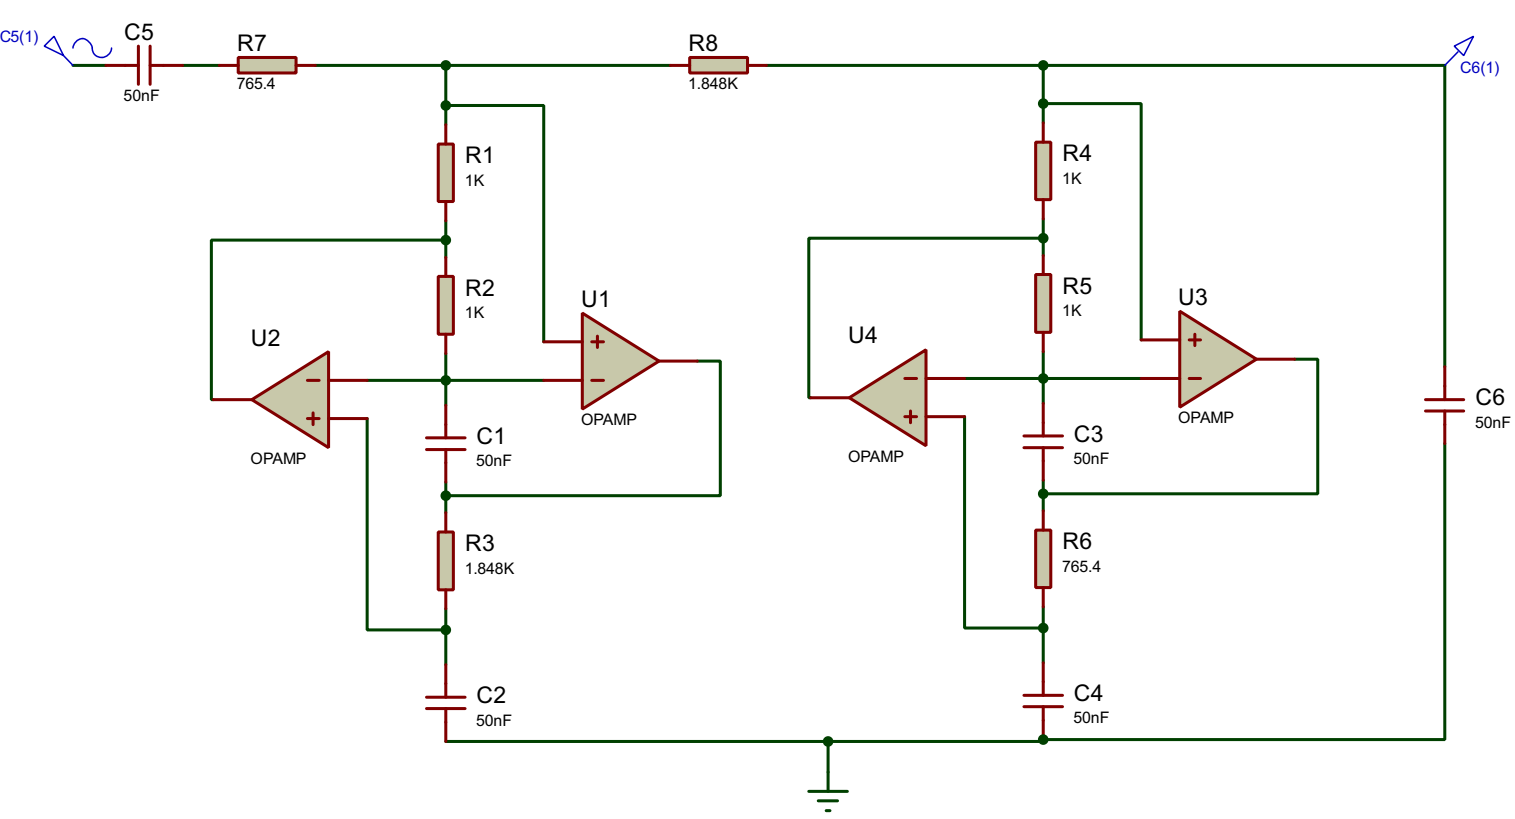 C5(1)
C5
50nF
R7
765.4
R8
1.848K
C6(1)
R1
1K
R2
1K
U1
+
−
OPAMP
U2
−
+
OPAMP
C1
50nF
R3
1.848K
C2
50nF
R4
1K
R5
1K
U3
+
−
OPAMP
U4
−
+
OPAMP
C3
50nF
R6
765.4
C4
50nF
C6
50nF